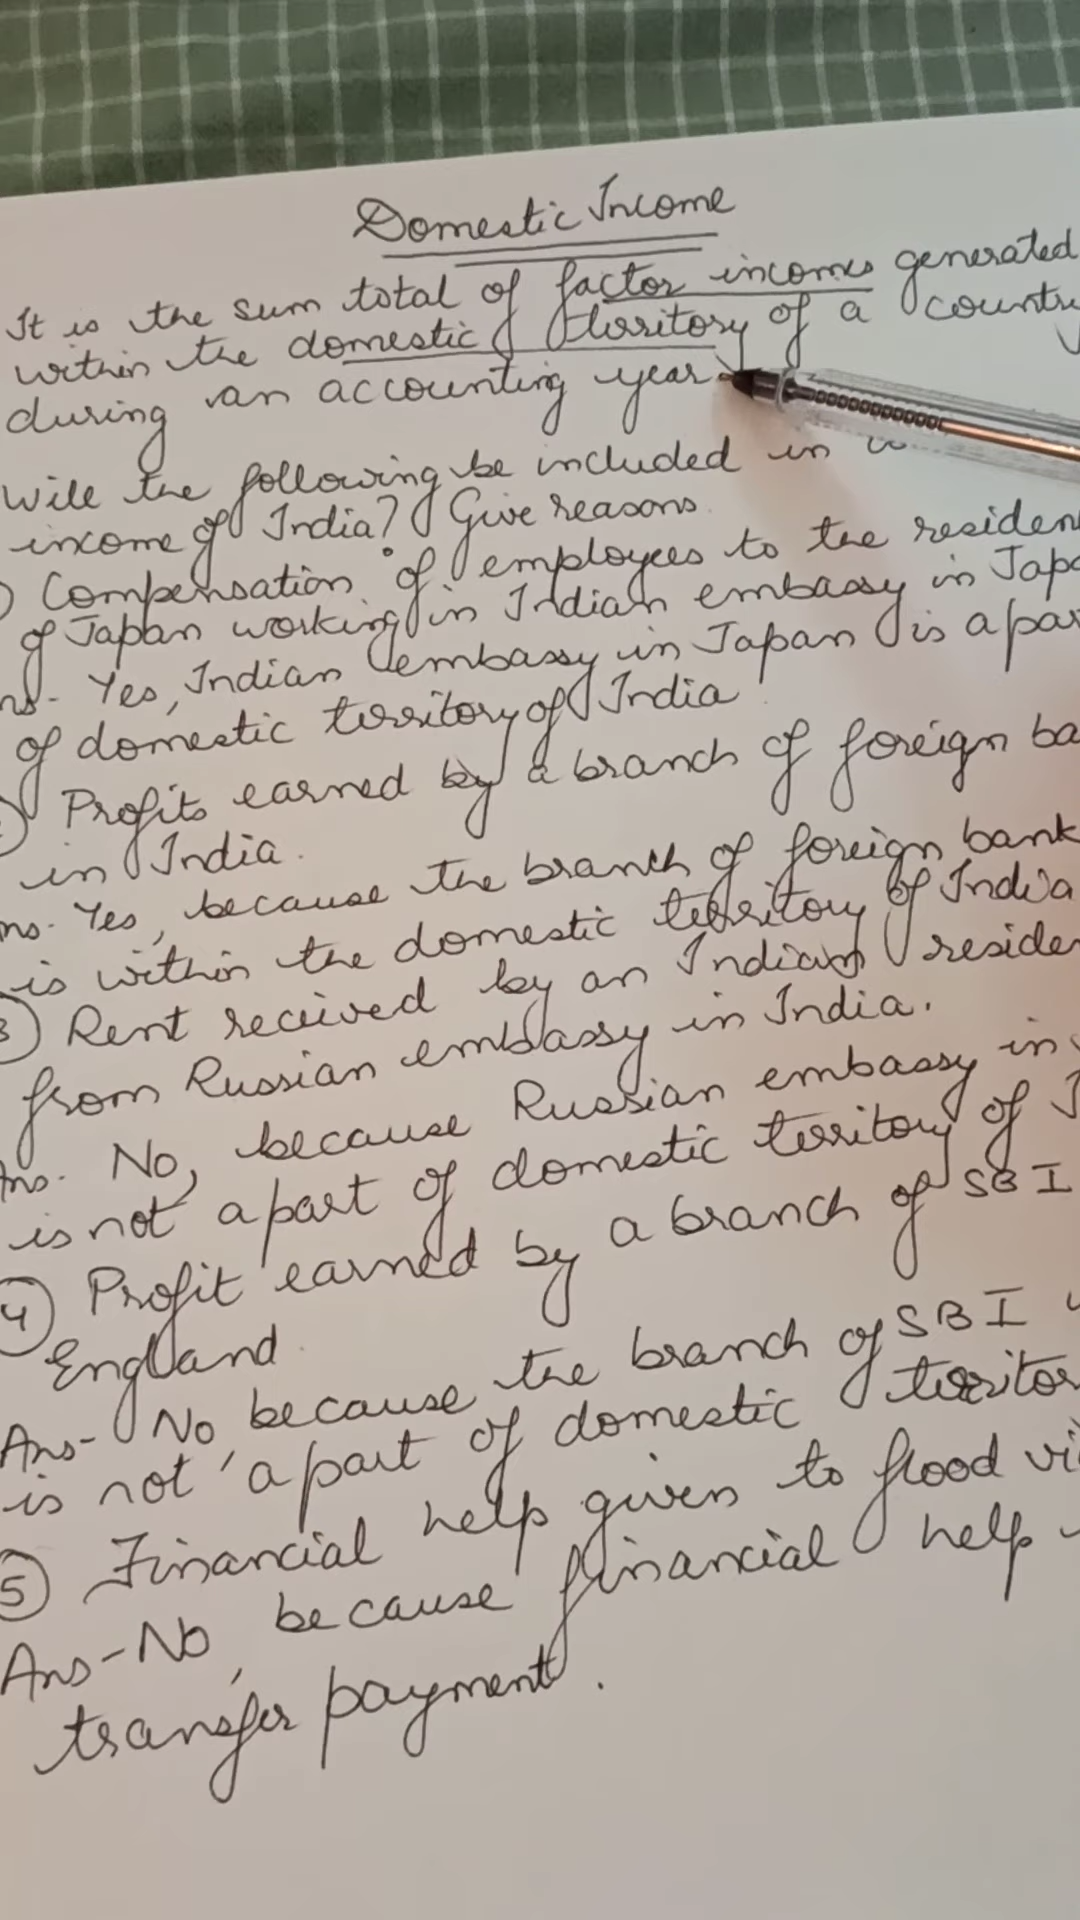 Domestic Income
It is the sum total of factor incomes generated
within the domestic territory of a country
during an accounting year
Will the following be included in
income of India? Give reasons.
Compensation of employees to the residen
of Japan working in Indian embassy in Japa
ns- Yes, Indian embassy in Japan is a par
of domestic territory of India
Profits earned by a branch of foreign ba
in India.
ns- Yes, because the branch of foreign bank
is within the domestic territory of India
3 Rent received by an Indian reside
from Russian embassy in India.
Ans- No, because Russian embassy in
is not a part of domestic territory of I
4 Profit earned by a branch of SBI
England
Ans- No because the branch of SBI
is not a part of domestic territor
5 Financial help given to flood vi
Ans- No, because financial help
transfer payment.